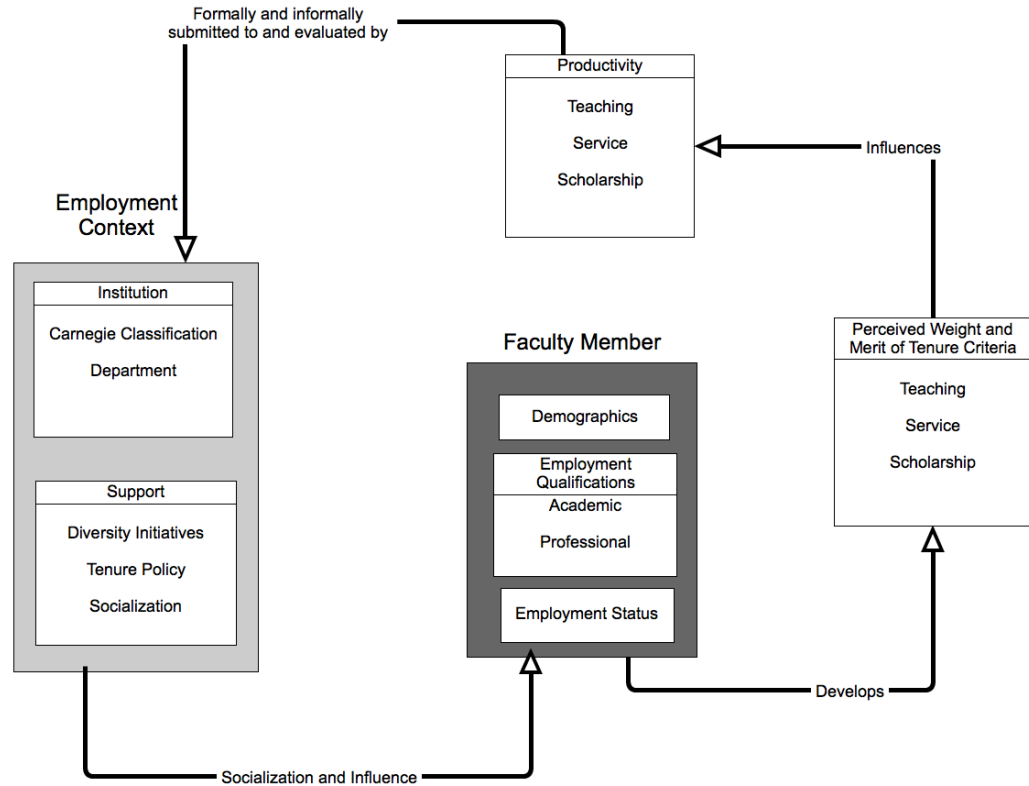 Formally and informally
submitted to and evaluated by
Productivity
Teaching
Service
Scholarship
Influences
Employment
Context
Institution
Carnegie Classification
Department
Support
Diversity Initiatives
Tenure Policy
Socialization
Faculty Member
Demographics
Employment
Qualifications
Academic
Professional
Employment Status
Perceived Weight and
Merit of Tenure Criteria
Teaching
Service
Scholarship
Develops
Socialization and Influence